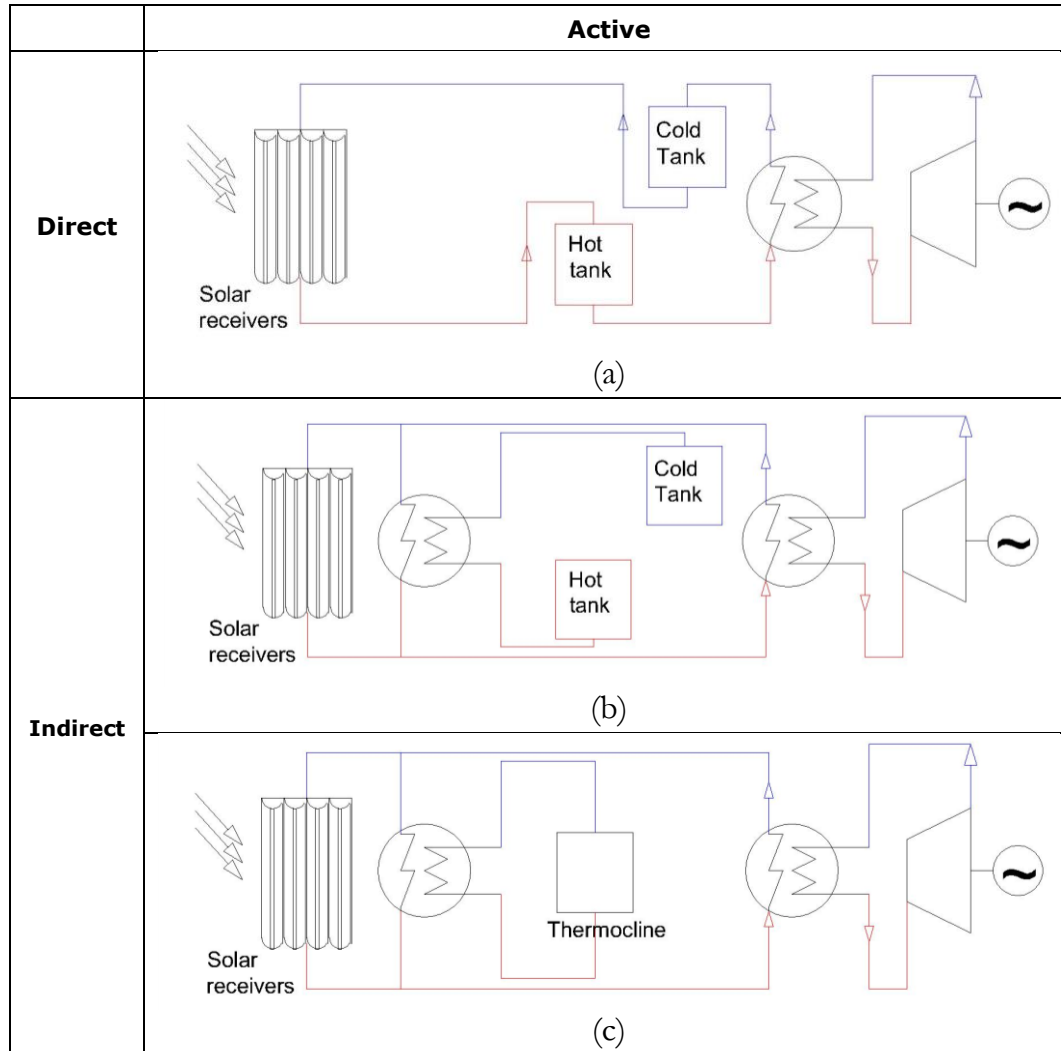 Active
Direct
Cold
Tank
Hot
tank
Solar
receivers
(a)
Indirect
Cold
Tank
Hot
tank
Solar
receivers
(b)
Thermocline
Solar
receivers
(c)